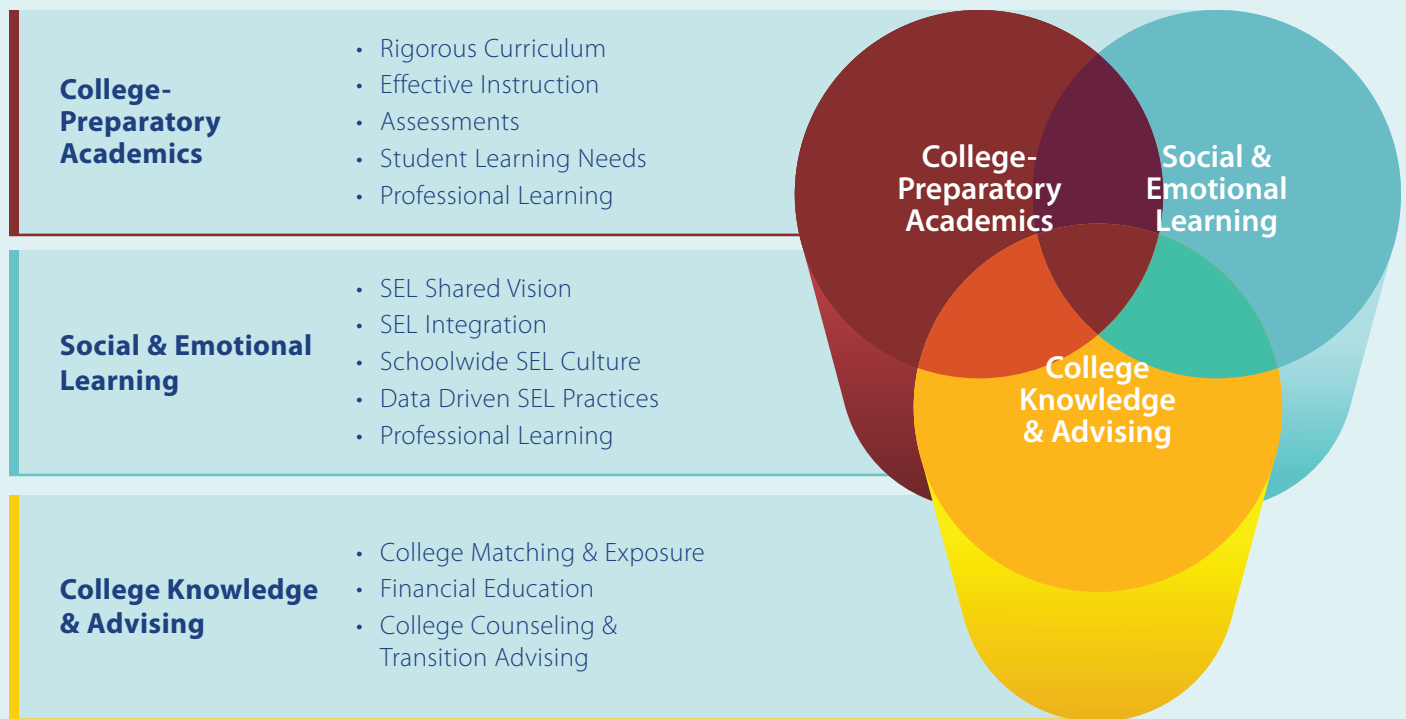 College-
Preparatory
Academics
• Rigorous Curriculum
• Effective Instruction
• Assessments
• Student Learning Needs
• Professional Learning
Social & Emotional
Learning
• SEL Shared Vision
• SEL Integration
• Schoolwide SEL Culture
• Data Driven SEL Practices
• Professional Learning
College Knowledge
& Advising
• College Matching & Exposure
• Financial Education
• College Counseling &
Transition Advising
College-
Preparatory
Academics
Social &
Emotional
Learning
College
Knowledge
& Advising